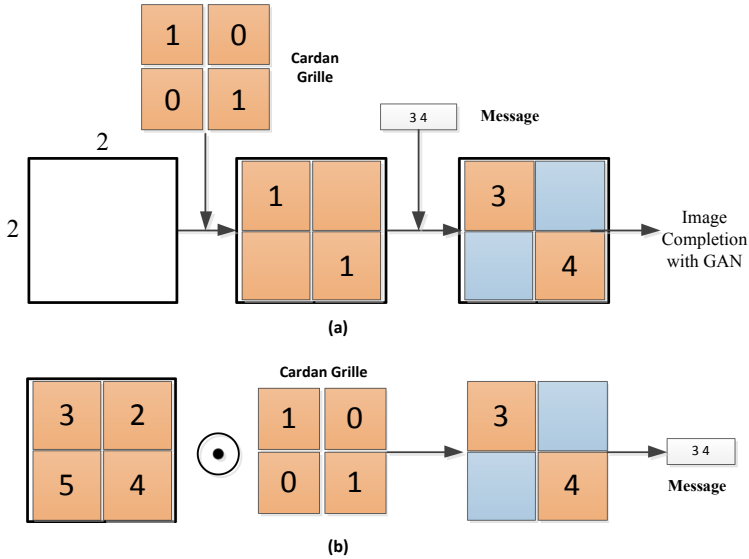 1 0
Cardan
Grille
0 1
3 4
Message
2
2
1
1
3
4
Image
Completion
with GAN
(a)
Cardan Grille
3 2
5 4
1 0
0 1
3
4
3 4
Message
(b)